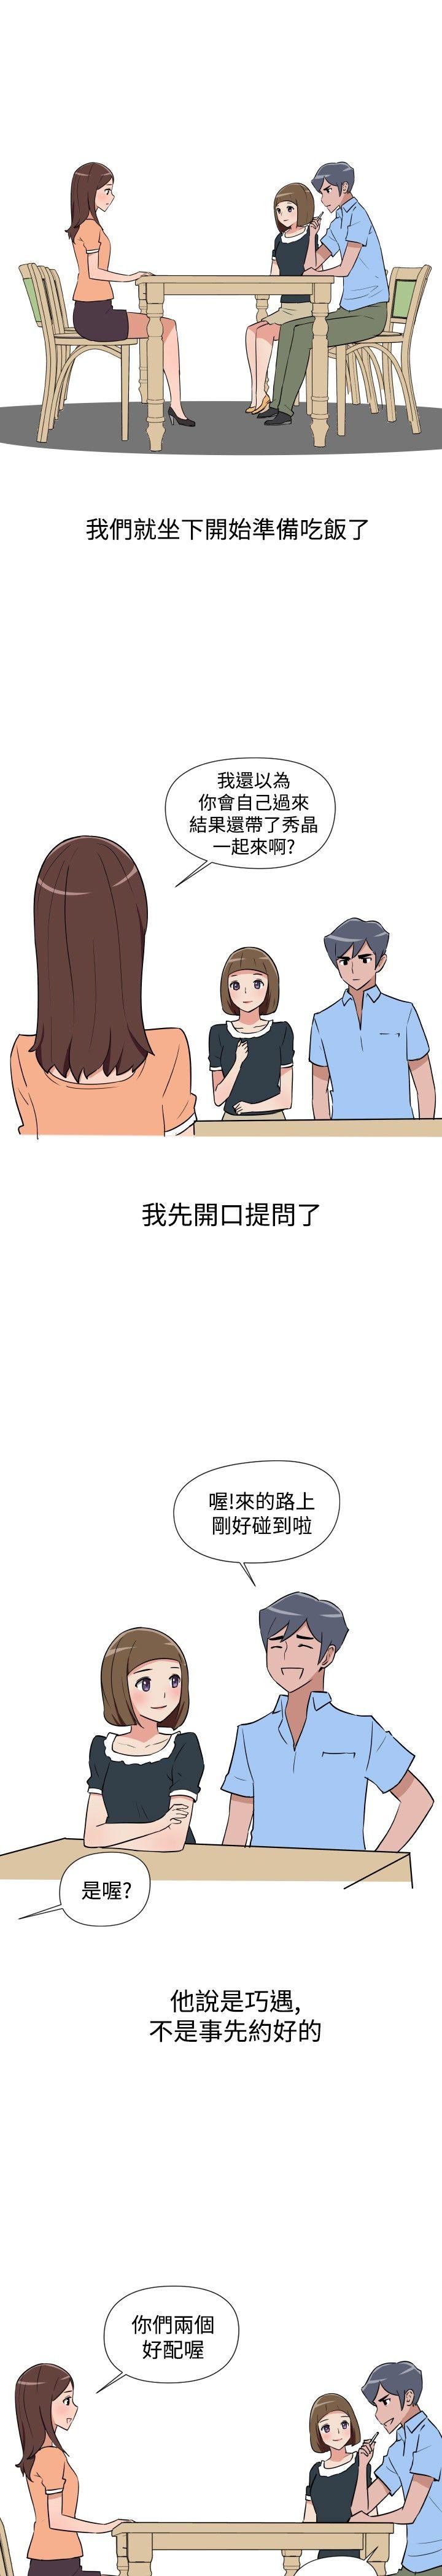 我們就坐下開始準備吃飯了
我還以為
你會自己過來
結果還帶了秀晶
一起來啊?
我先開口提問了
喔!來的路上
剛好碰到啦
是喔?
他說是巧遇,
不是事先約好的
你們兩個
好配喔